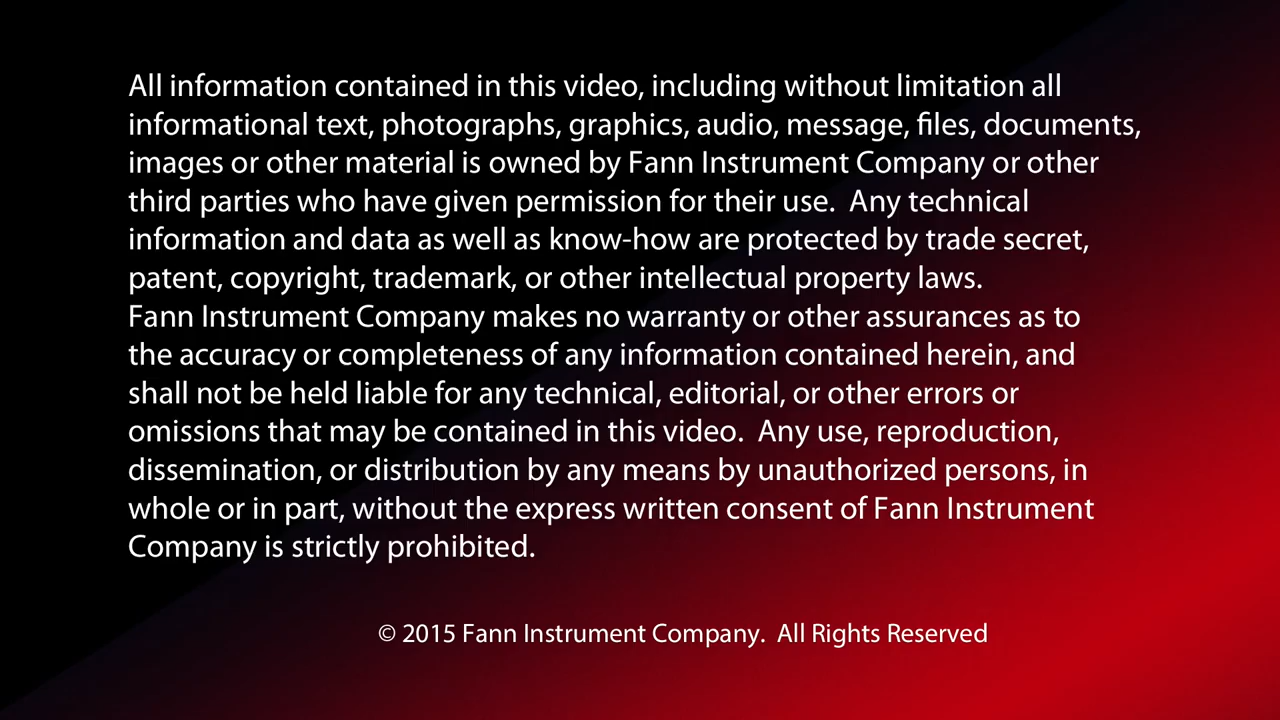 All information contained in this video, including without limitation all
informational text, photographs, graphics, audio, message, files, documents,
images or other material is owned by Fann Instrument Company or other
third parties who have given permission for their use.  Any technical
information and data as well as know-how are protected by trade secret,
patent, copyright, trademark, or other intellectual property laws.
Fann Instrument Company makes no warranty or other assurances as to
the accuracy or completeness of any information contained herein, and
shall not be held liable for any technical, editorial, or other errors or
omissions that may be contained in this video.  Any use, reproduction,
dissemination, or distribution by any means by unauthorized persons, in
whole or in part, without the express written consent of Fann Instrument
Company is strictly prohibited.
© 2015 Fann Instrument Company.  All Rights Reserved